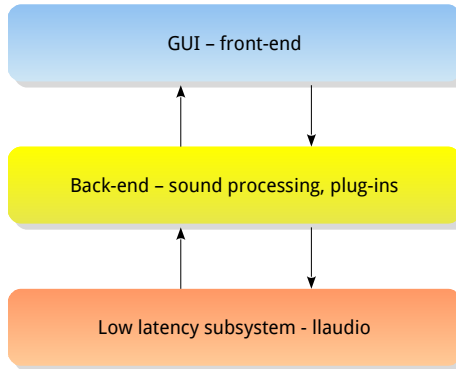 GUI – front-end
Back-end – sound processing, plug-ins
Low latency subsystem - llaudio